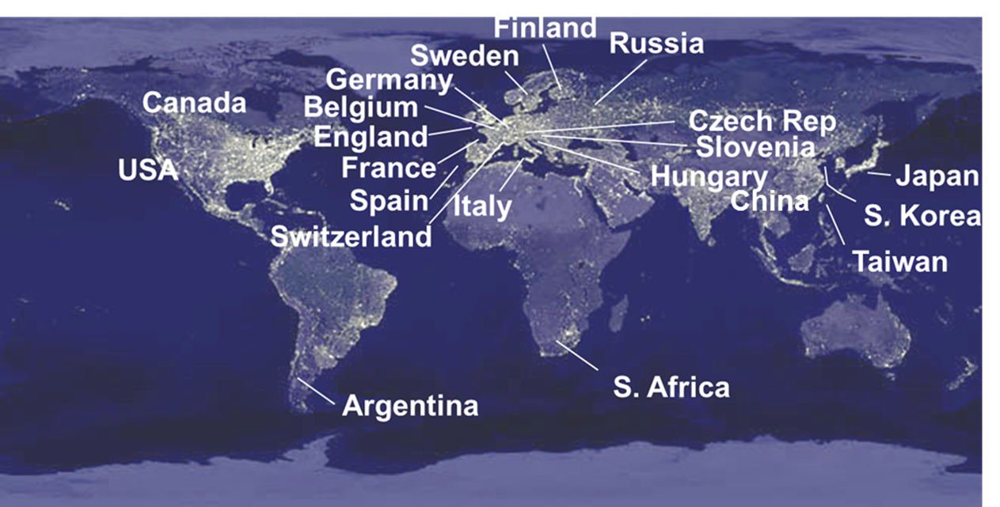 Finland
Russia
Sweden
Germany
Canada
Belgium
England
Czech Rep
Slovenia
USA
France
Hungary
Japan
Spain
Italy
China
S. Korea
Switzerland
Taiwan
S. Africa
Argentina